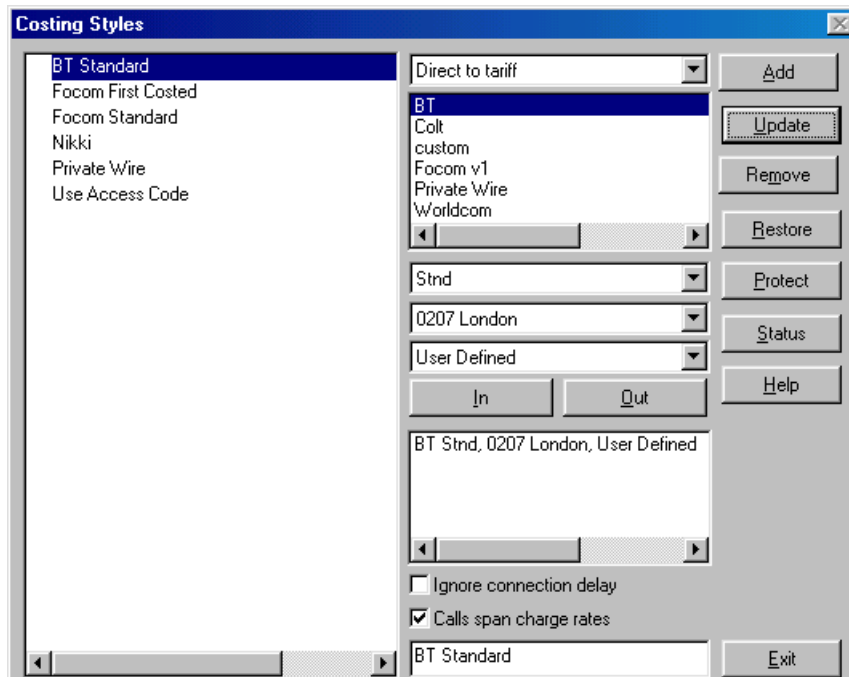 Costing Styles
BT Standard
Focom First Costed
Focom Standard
Nikki
Private Wire
Use Access Code
Direct to tariff
BT
Colt
custom
Focom v1
Private Wire
Worldcom
Stnd
0207 London
User Defined
In
Out
BT Stnd, 0207 London, User Defined
Ignore connection delay
Calls span charge rates
BT Standard
Add
Update
Remove
Restore
Protect
Status
Help
Exit